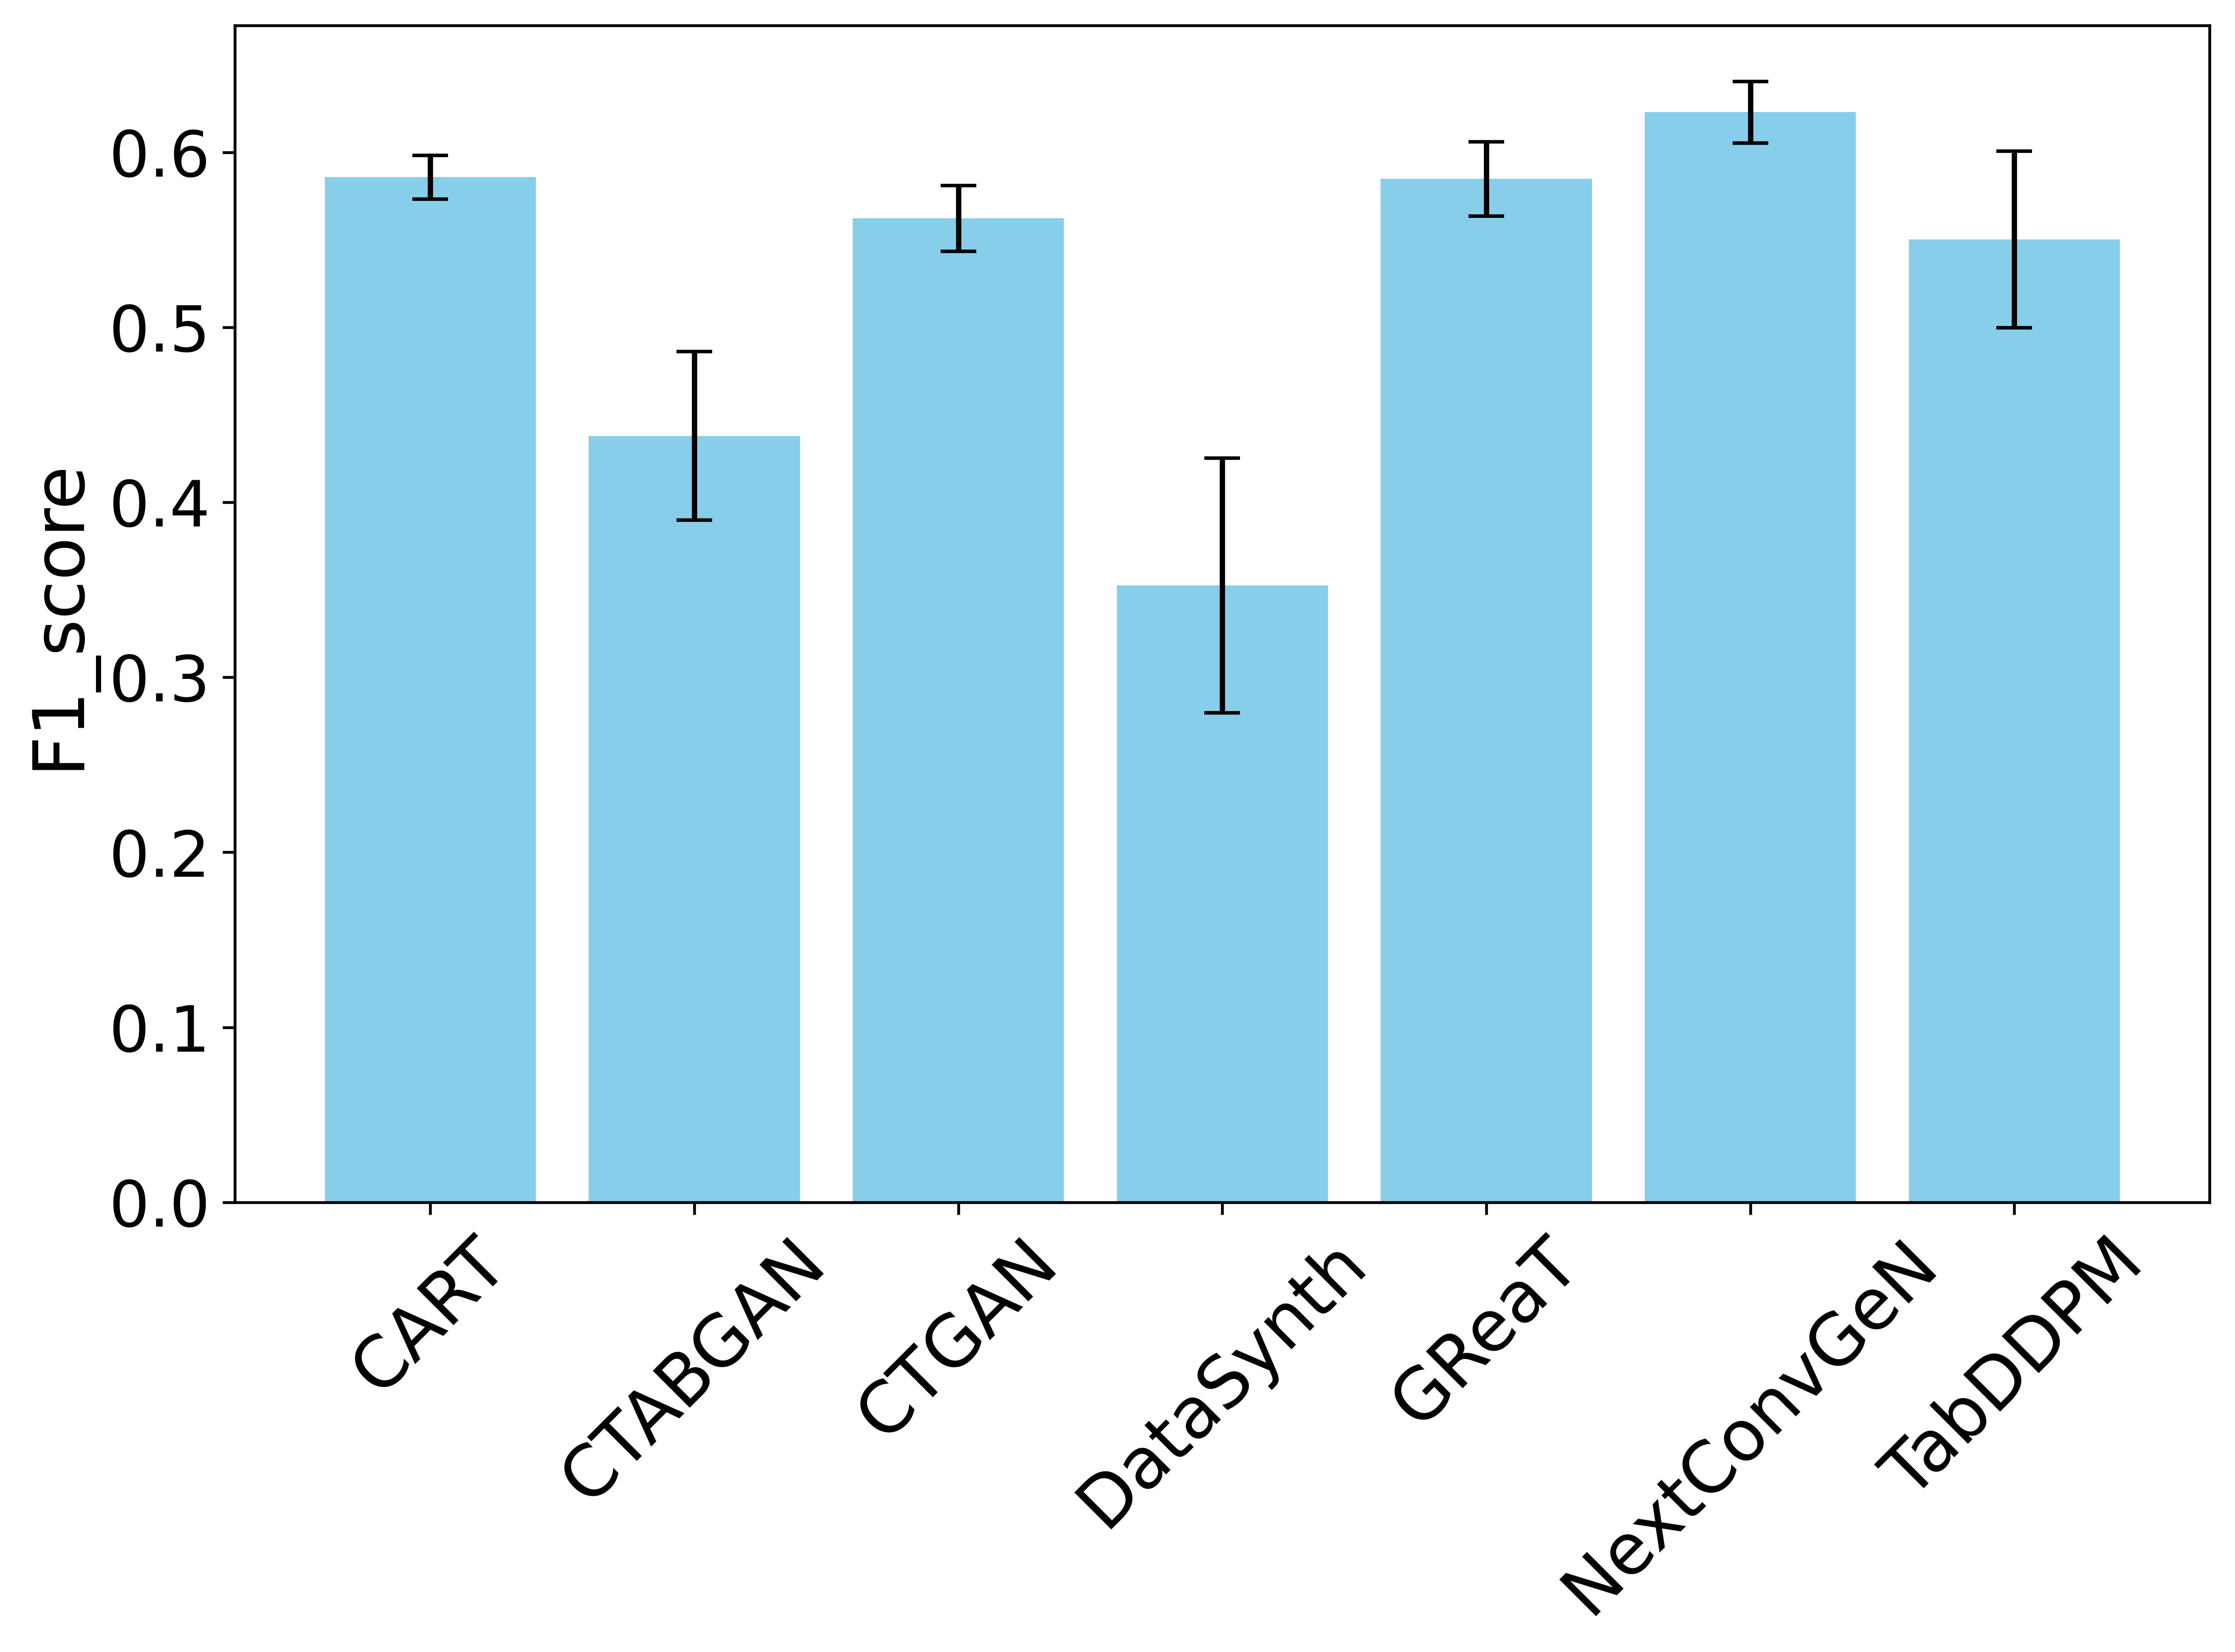 F1_score
0.6
0.5
0.4
0.3
0.2
0.1
0.0
CART
CTABGAN
CTGAN
DataSynth
GReaT
NextConvGeN
TabDDPM